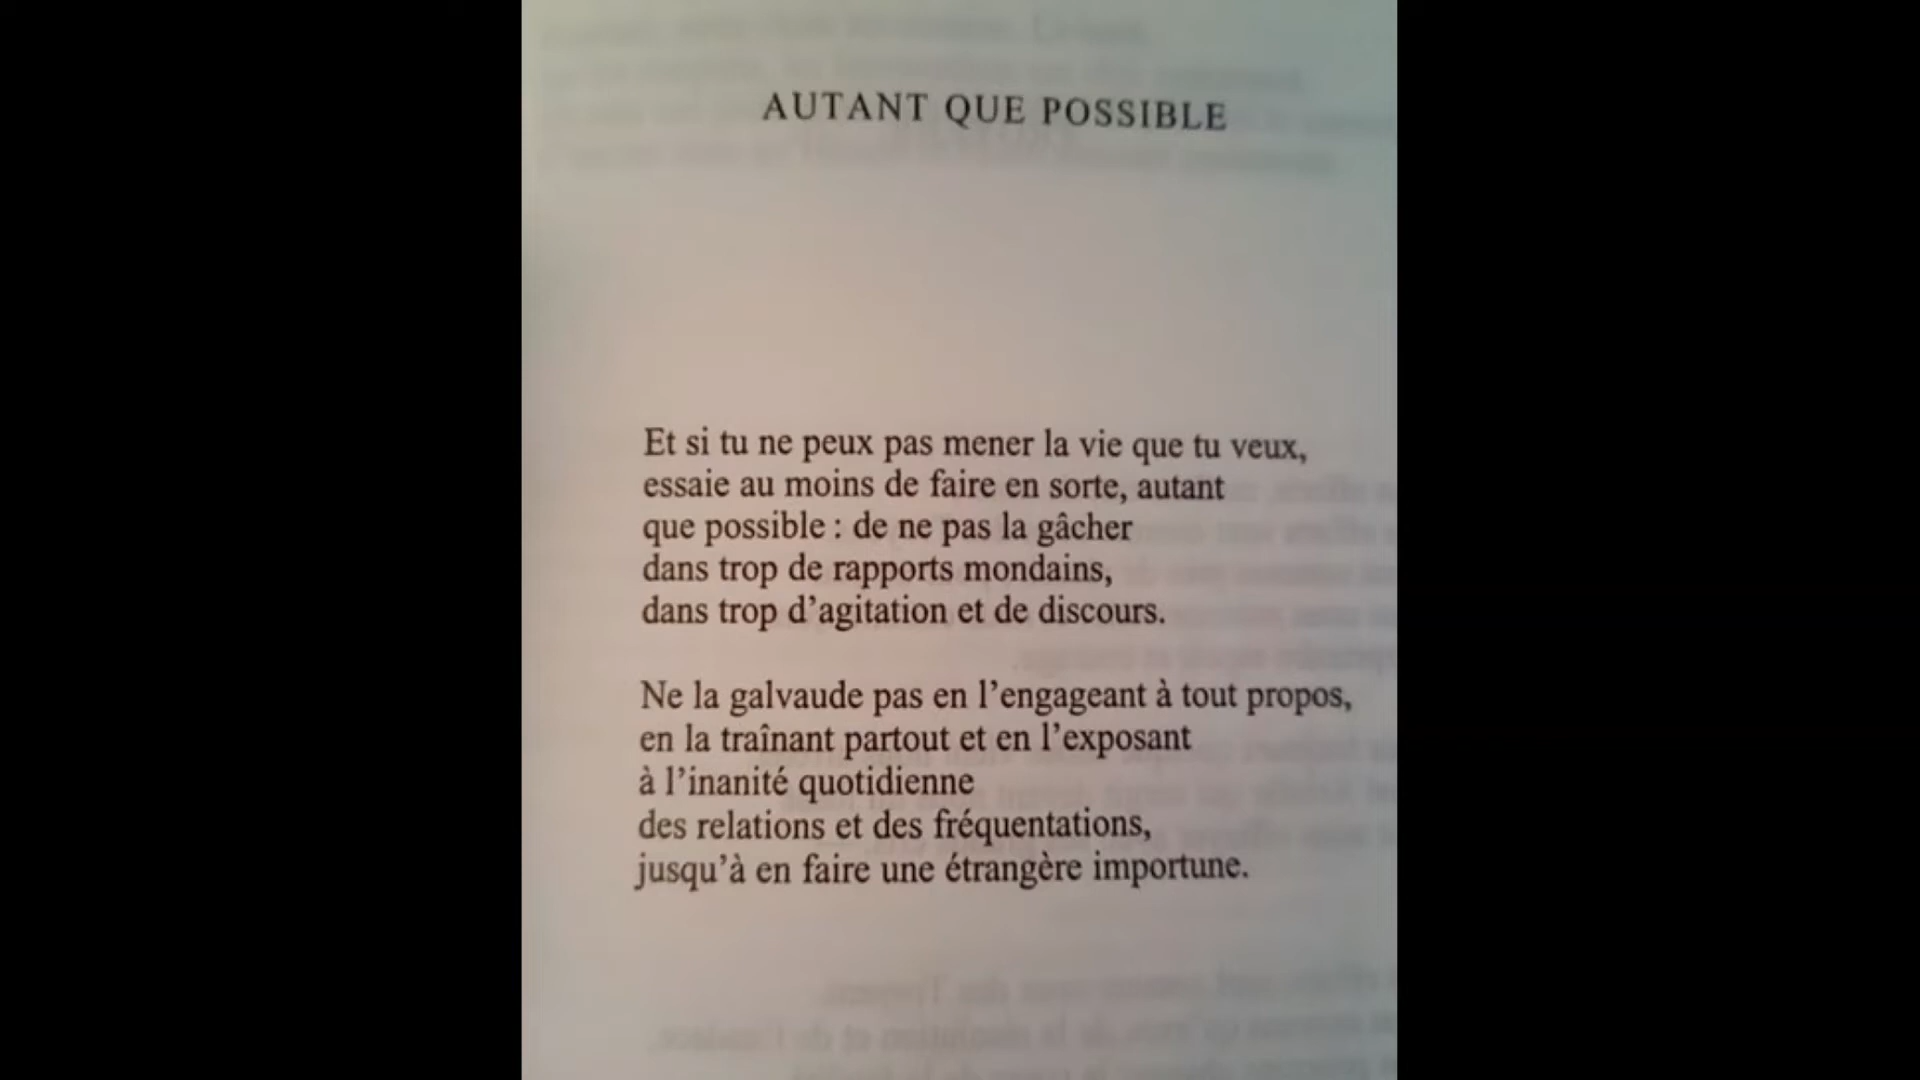 AUTANT QUE POSSIBLE
Et si tu ne peux pas mener la vie que tu veux,
essaie au moins de faire en sorte, autant
que possible : de ne pas la gâcher
dans trop de rapports mondains,
dans trop d’agitation et de discours.
Ne la galvaude pas en l’engageant à tout propos,
en la traînant partout et en l’exposant
à l’inanité quotidienne
des relations et des fréquentations,
jusqu’à en faire une étrangère importune.